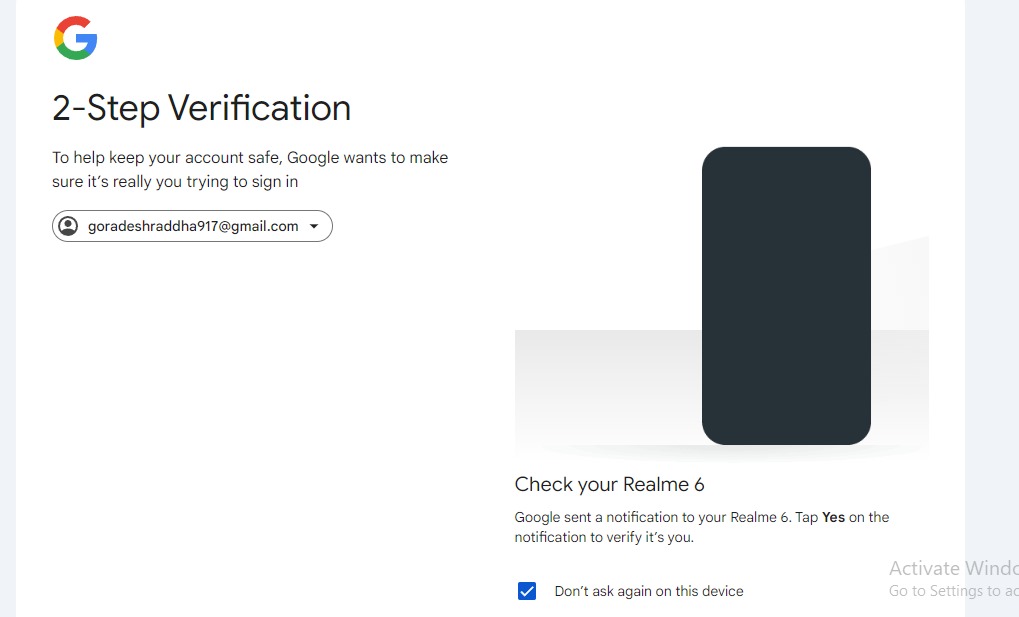 2-Step Verification
To help keep your account safe, Google wants to make
sure it’s really you trying to sign in
goradeshraddha917@gmail.com
Check your Realme 6
Google sent a notification to your Realme 6. Tap Yes on the
notification to verify it’s you.
Don’t ask again on this device
Activate Windo
Go to Settings to ac